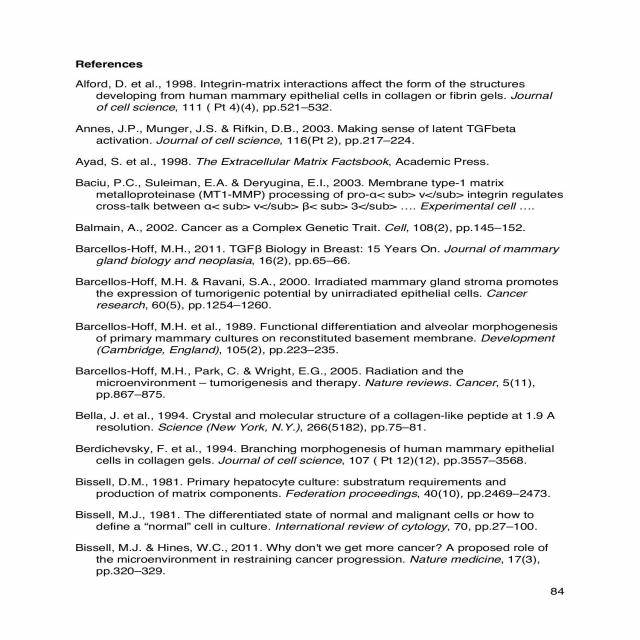 References
Alford, D. et al., 1998. Integrin-matrix interactions affect the form of the structures
developing from human mammary epithelial cells in collagen or fibrin gels. Journal
of cell science, 111 ( Pt 4)(4), pp.521–532.
Annes, J.P., Munger, J.S. & Rifkin, D.B., 2003. Making sense of latent TGFbeta
activation. Journal of cell science, 116(Pt 2), pp.217–224.
Ayad, S. et al., 1998. The Extracellular Matrix Factsbook, Academic Press.
Baciu, P.C., Suleiman, E.A. & Deryugina, E.I., 2003. Membrane type-1 matrix
metalloproteinase (MT1-MMP) processing of pro-α< sub> v</sub> integrin regulates
cross-talk between α< sub> v</sub> β< sub> 3</sub> …. Experimental cell ….
Balmain, A., 2002. Cancer as a Complex Genetic Trait. Cell, 108(2), pp.145–152.
Barcellos-Hoff, M.H., 2011. TGFβ Biology in Breast: 15 Years On. Journal of mammary
gland biology and neoplasia, 16(2), pp.65–66.
Barcellos-Hoff, M.H. & Ravani, S.A., 2000. Irradiated mammary gland stroma promotes
the expression of tumorigenic potential by unirradiated epithelial cells. Cancer
research, 60(5), pp.1254–1260.
Barcellos-Hoff, M.H. et al., 1989. Functional differentiation and alveolar morphogenesis
of primary mammary cultures on reconstituted basement membrane. Development
(Cambridge, England), 105(2), pp.223–235.
Barcellos-Hoff, M.H., Park, C. & Wright, E.G., 2005. Radiation and the
microenvironment – tumorigenesis and therapy. Nature reviews. Cancer, 5(11),
pp.867–875.
Bella, J. et al., 1994. Crystal and molecular structure of a collagen-like peptide at 1.9 A
resolution. Science (New York, N.Y.), 266(5182), pp.75–81.
Berdichevsky, F. et al., 1994. Branching morphogenesis of human mammary epithelial
cells in collagen gels. Journal of cell science, 107 ( Pt 12)(12), pp.3557–3568.
Bissell, D.M., 1981. Primary hepatocyte culture: substratum requirements and
production of matrix components. Federation proceedings, 40(10), pp.2469–2473.
Bissell, M.J., 1981. The differentiated state of normal and malignant cells or how to
define a “normal” cell in culture. International review of cytology, 70, pp.27–100.
Bissell, M.J. & Hines, W.C., 2011. Why don't we get more cancer? A proposed role of
the microenvironment in restraining cancer progression. Nature medicine, 17(3),
pp.320–329.
84